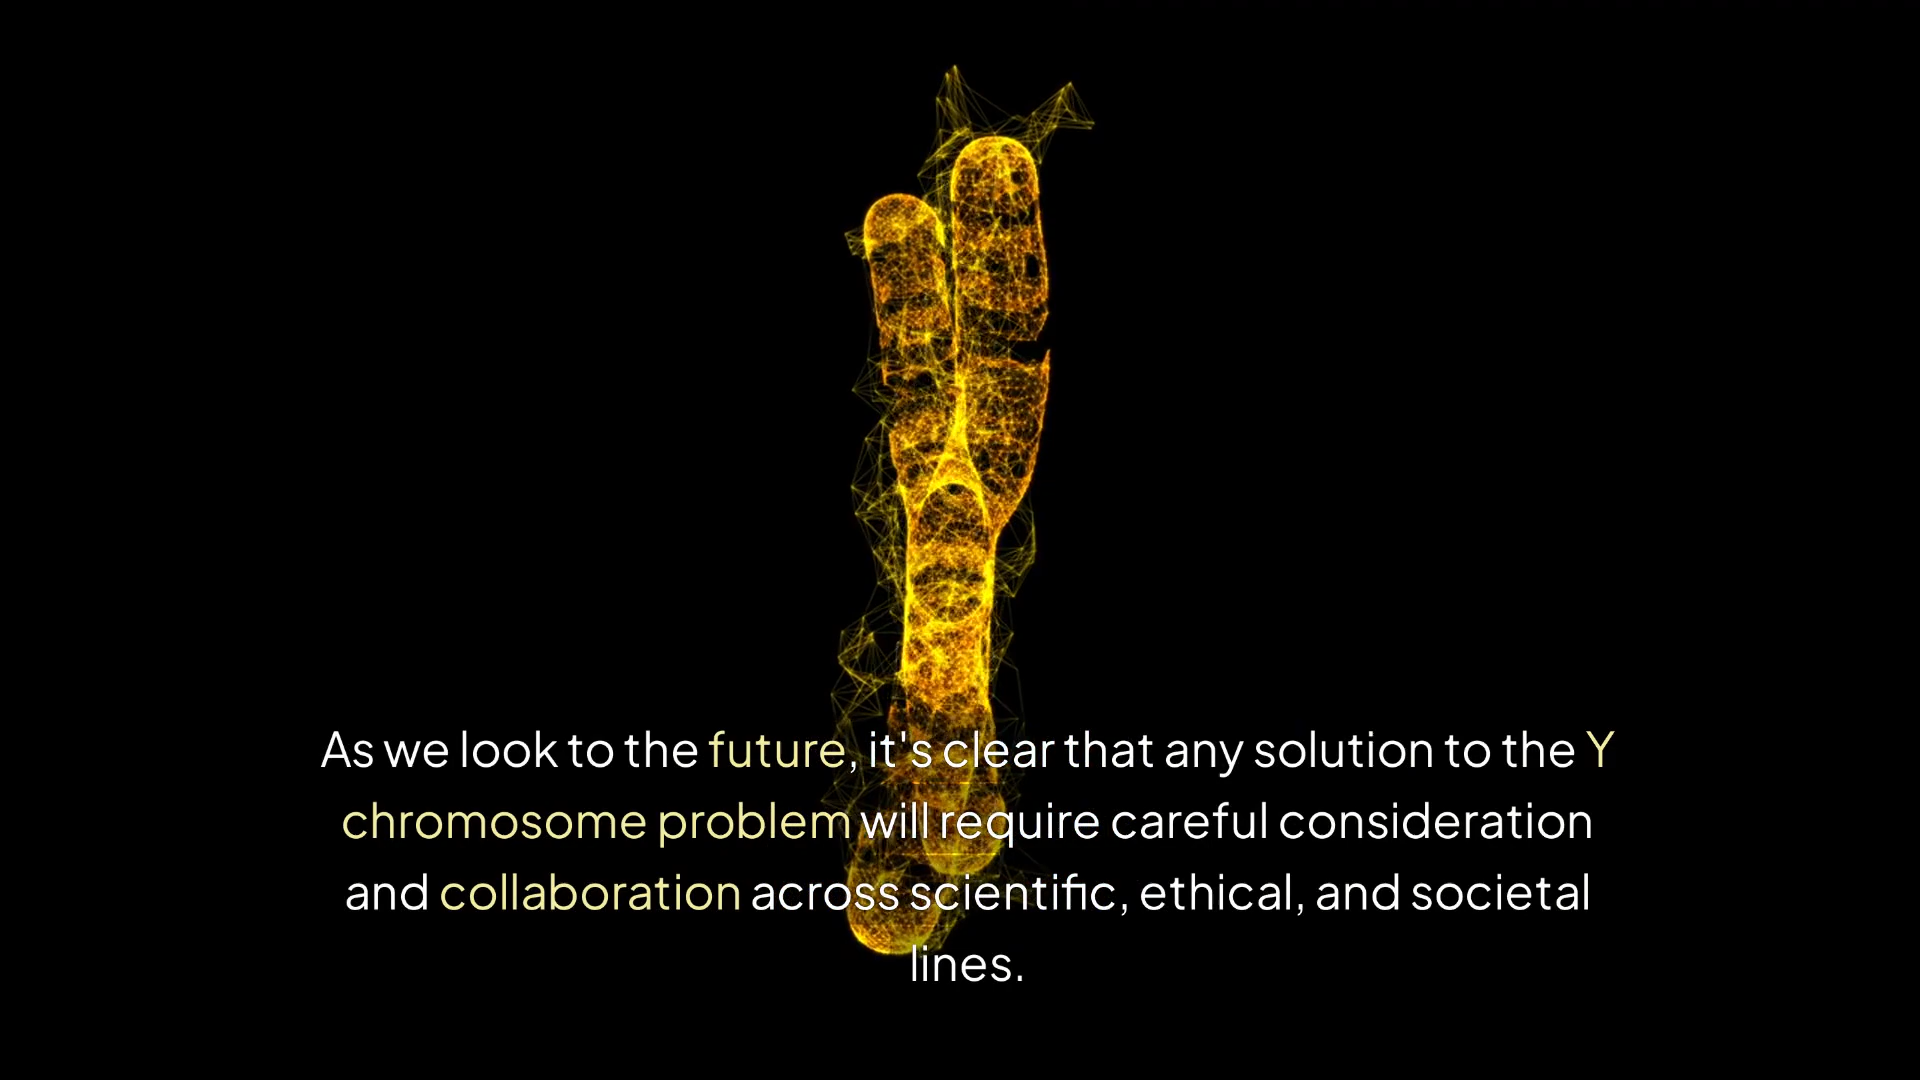 As we look to the future, it's clear that any solution to the Y
chromosome problem will require careful consideration
and collaboration across scientific, ethical, and societal
lines.